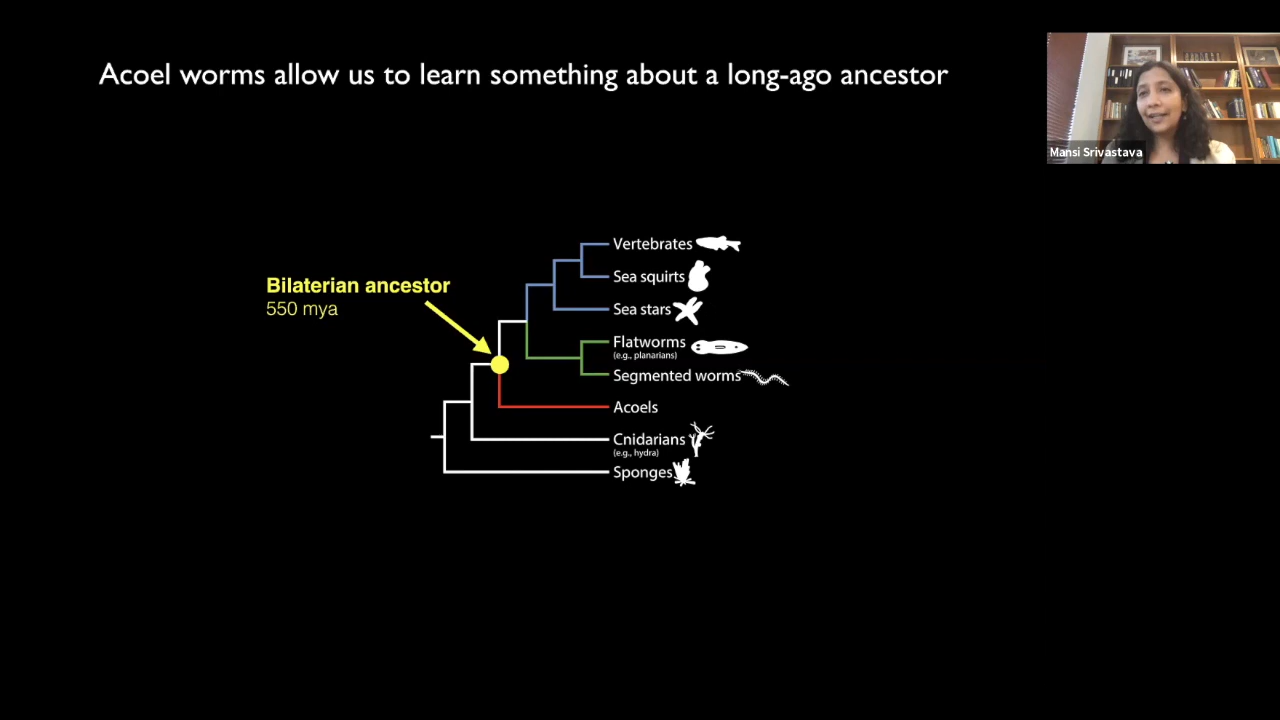 Acoel worms allow us to learn something about a long-ago ancestor
Mansi Srivastava
Bilaterian ancestor
550 mya
Vertebrates
Sea squirts
Sea stars
Flatworms
(e.g., planarians)
Segmented worms
Acoels
Cnidarians
(e.g., hydra)
Sponges